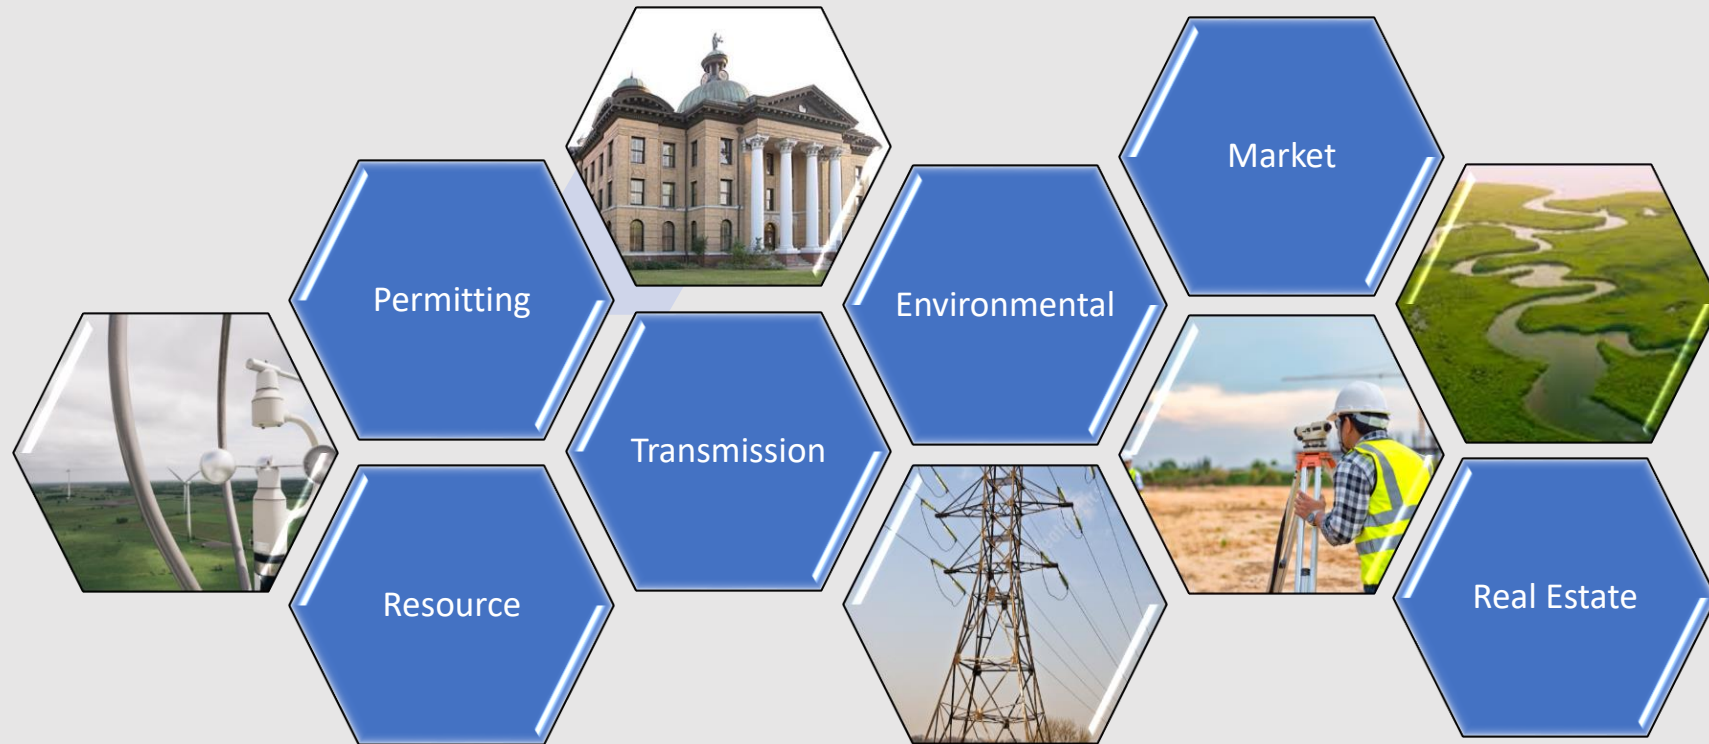 Market
Permitting
Environmental
Transmission
Resource
Real Estate